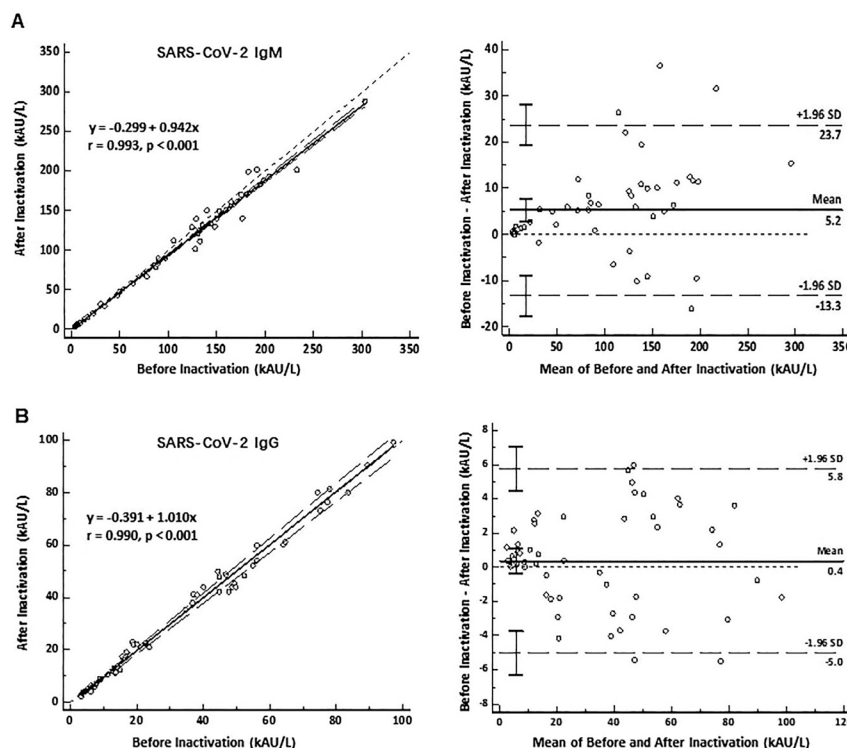 A
SARS-CoV-2 IgM
y = -0.299 + 0.942x
r = 0.993, p < 0.001
After Inactivation (kAU/L)
350
300
250
200
150
100
50
0
0 50 100 150 200 250 300 350
Before Inactivation (kAU/L)
Before Inactivation - After Inactivation (kAU/L)
40
30
20
10
0
-10
-20
+1.96 SD
23.7
Mean
5.2
-1.96 SD
-13.3
0 50 100 150 200 250 300 350
Mean of Before and After Inactivation (kAU/L)
B
SARS-CoV-2 IgG
y = -0.391 + 1.010x
r = 0.990, p < 0.001
After Inactivation (kAU/L)
100
80
60
40
20
0
0 20 40 60 80 100
Before Inactivation (kAU/L)
Before Inactivation - After Inactivation (kAU/L)
8
6
4
2
0
-2
-4
-6
-8
+1.96 SD
5.8
Mean
0.4
-1.96 SD
-5.0
0 20 40 60 80 100 120
Mean of Before and After Inactivation (kAU/L)